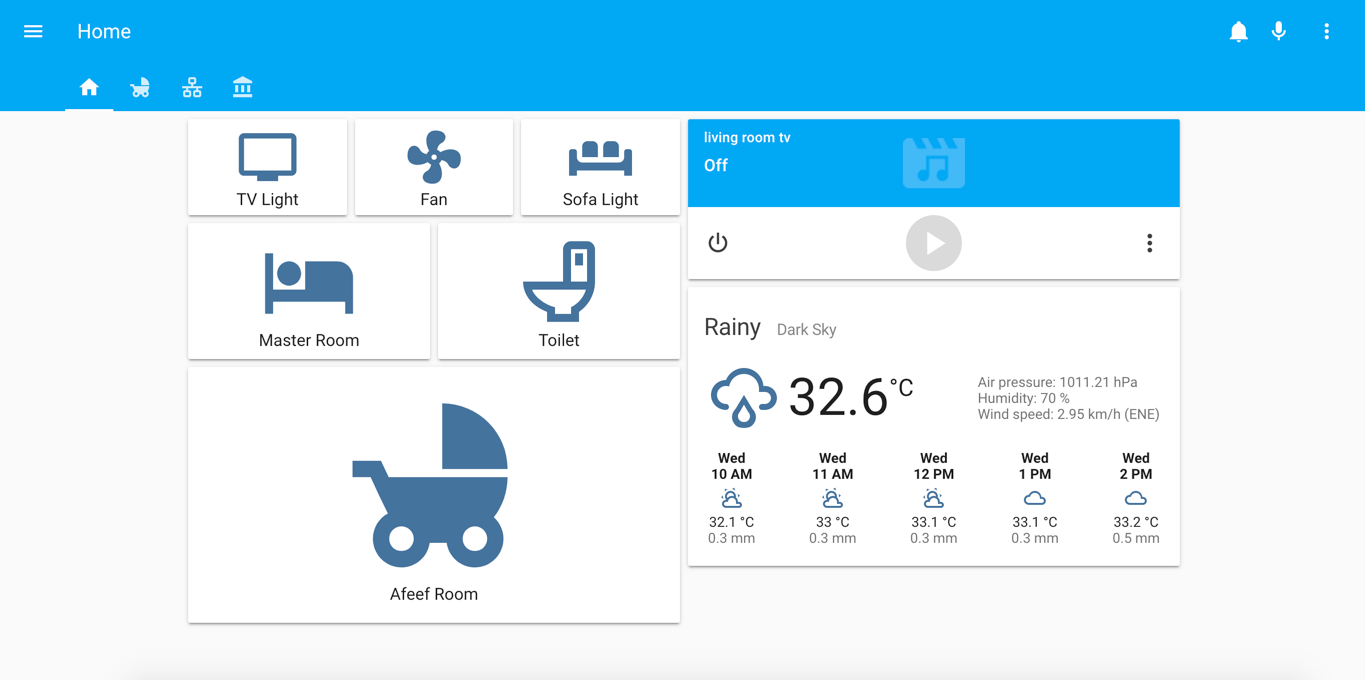 Home
TV Light
Fan
Sofa Light
Master Room
Toilet
Afeef Room
living room tv
Off
Rainy Dark Sky
32.6 °C
Air pressure: 1011.21 hPa
Humidity: 70 %
Wind speed: 2.95 km/h (ENE)
Wed Wed Wed Wed Wed
10 AM 11 AM 12 PM 1 PM 2 PM
32.1 °C 33 °C 33.1 °C 33.1 °C 33.2 °C
0.3 mm 0.3 mm 0.3 mm 0.3 mm 0.5 mm